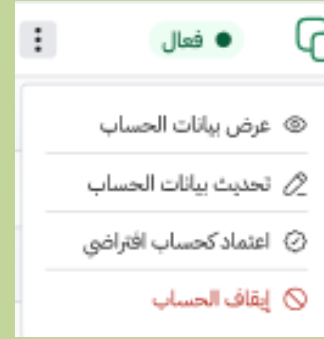 فعال
عرض بيانات الحساب
تحديث بيانات الحساب
اعتماد كحساب افتراضي
إيقاف الحساب